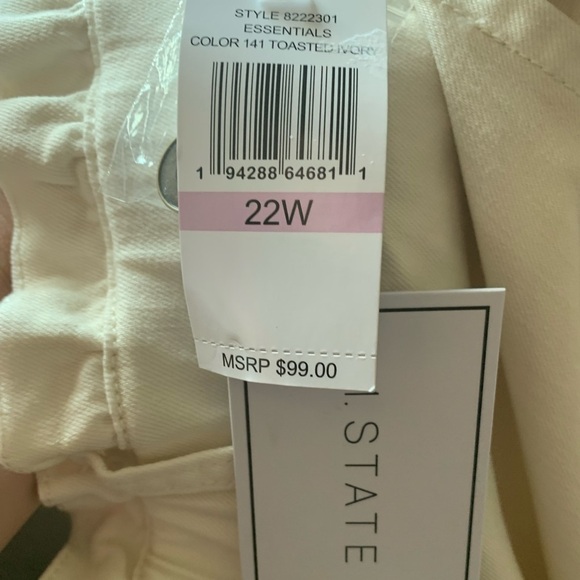 STYLE 8222301
ESSENTIALS
COLOR 141 TOASTED IVORY
1 94288 64681 1
22W
MSRP $99.00
.STATE